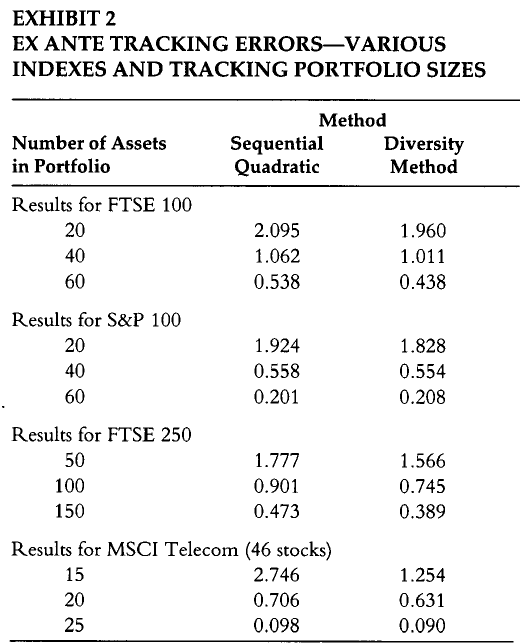 EXHIBIT 2
EX ANTE TRACKING ERRORS—VARIOUS
INDEXES AND TRACKING PORTFOLIO SIZES
Method
Number of Assets Sequential Diversity
in Portfolio Quadratic Method
Results for FTSE 100
20 2.095 1.960
40 1.062 1.011
60 0.538 0.438
Results for S&P 100
20 1.924 1.828
40 0.558 0.554
60 0.201 0.208
Results for FTSE 250
50 1.777 1.566
100 0.901 0.745
150 0.473 0.389
Results for MSCI Telecom (46 stocks)
15 2.746 1.254
20 0.706 0.631
25 0.098 0.090